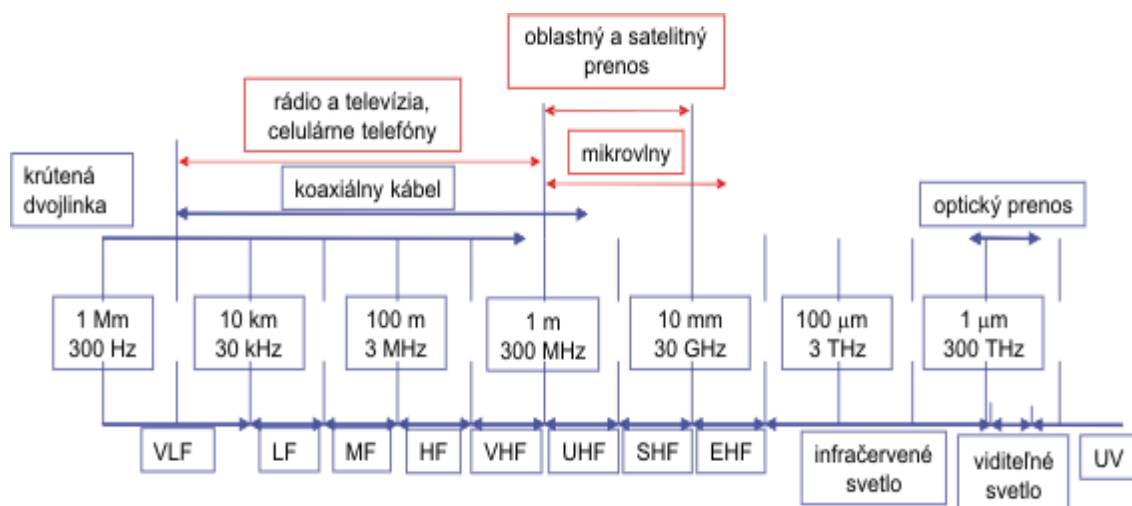 oblastný a satelitný
prenos
rádio a televízia,
celulárne telefóny
mikrovlny
krútená
dvojlinka
koaxiálny kábel
optický prenos
1 Mm
300 Hz
10 km
30 kHz
100 m
3 MHz
1 m
300 MHz
10 mm
30 GHz
100 μm
3 THz
1 μm
300 THz
VLF
LF
MF
HF
VHF
UHF
SHF
EHF
infračervené
svetlo
viditeľné
svetlo
UV